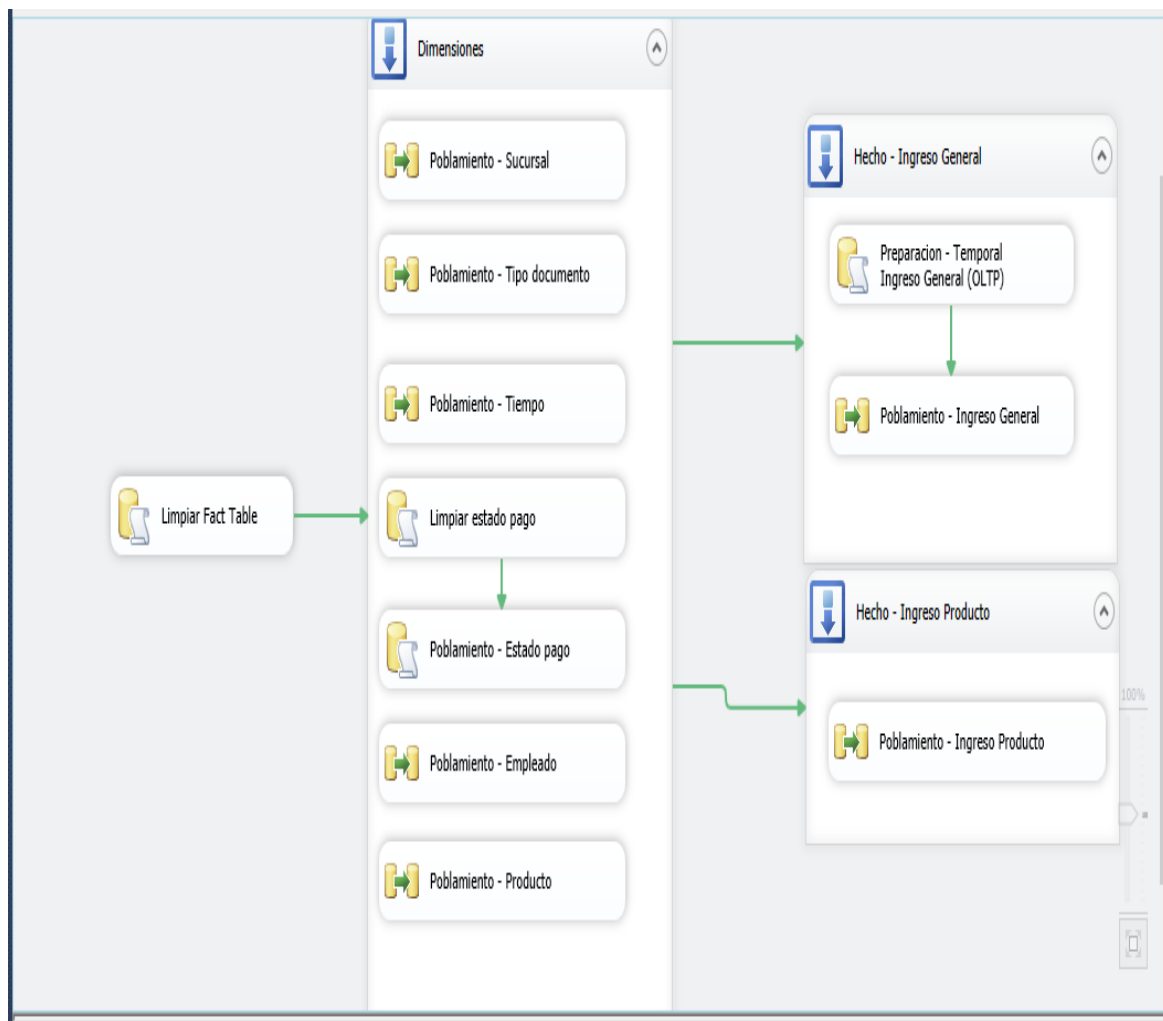 Dimensiones
Poblamiento - Sucursal
Poblamiento - Tipo documento
Poblamiento - Tiempo
Limpiar Fact Table
Limpiar estado pago
Poblamiento - Estado pago
Poblamiento - Empleado
Poblamiento - Producto
Hecho - Ingreso General
Preparacion - Temporal
Ingreso General (OLTP)
Poblamiento - Ingreso General
Hecho - Ingreso Producto
Poblamiento - Ingreso Producto
100%